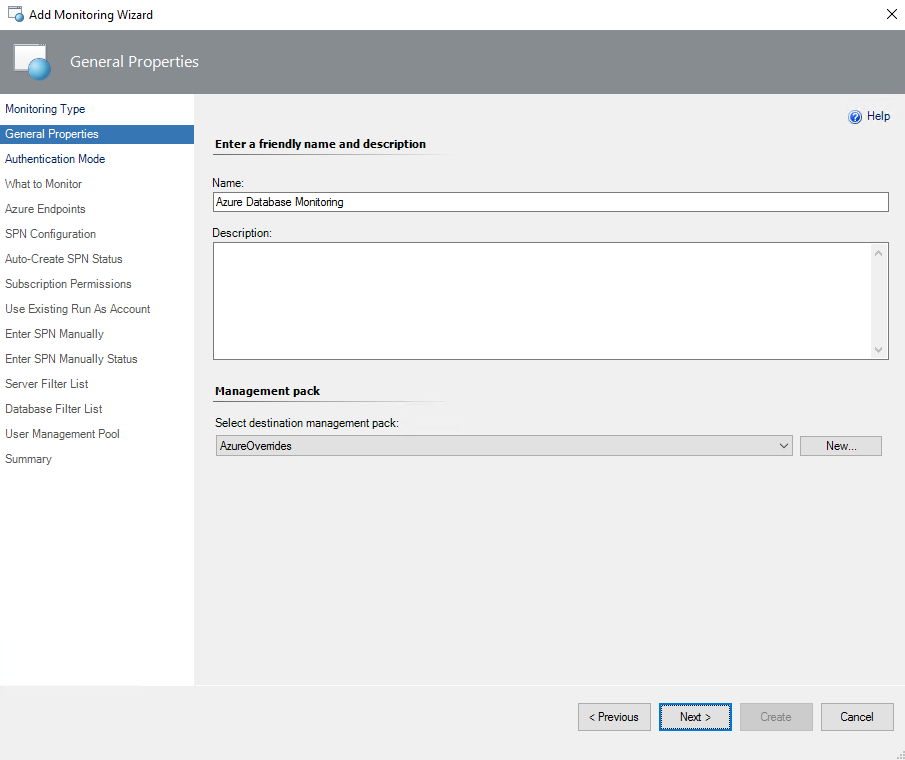 Add Monitoring Wizard
General Properties
Monitoring Type
General Properties
Authentication Mode
What to Monitor
Azure Endpoints
SPN Configuration
Auto-Create SPN Status
Subscription Permissions
Use Existing Run As Account
Enter SPN Manually
Enter SPN Manually Status
Server Filter List
Database Filter List
User Management Pool
Summary
Help
Enter a friendly name and description
Name:
Azure Database Monitoring
Description:
Management pack
Select destination management pack:
AzureOverrides
New...
< Previous
Next >
Create
Cancel